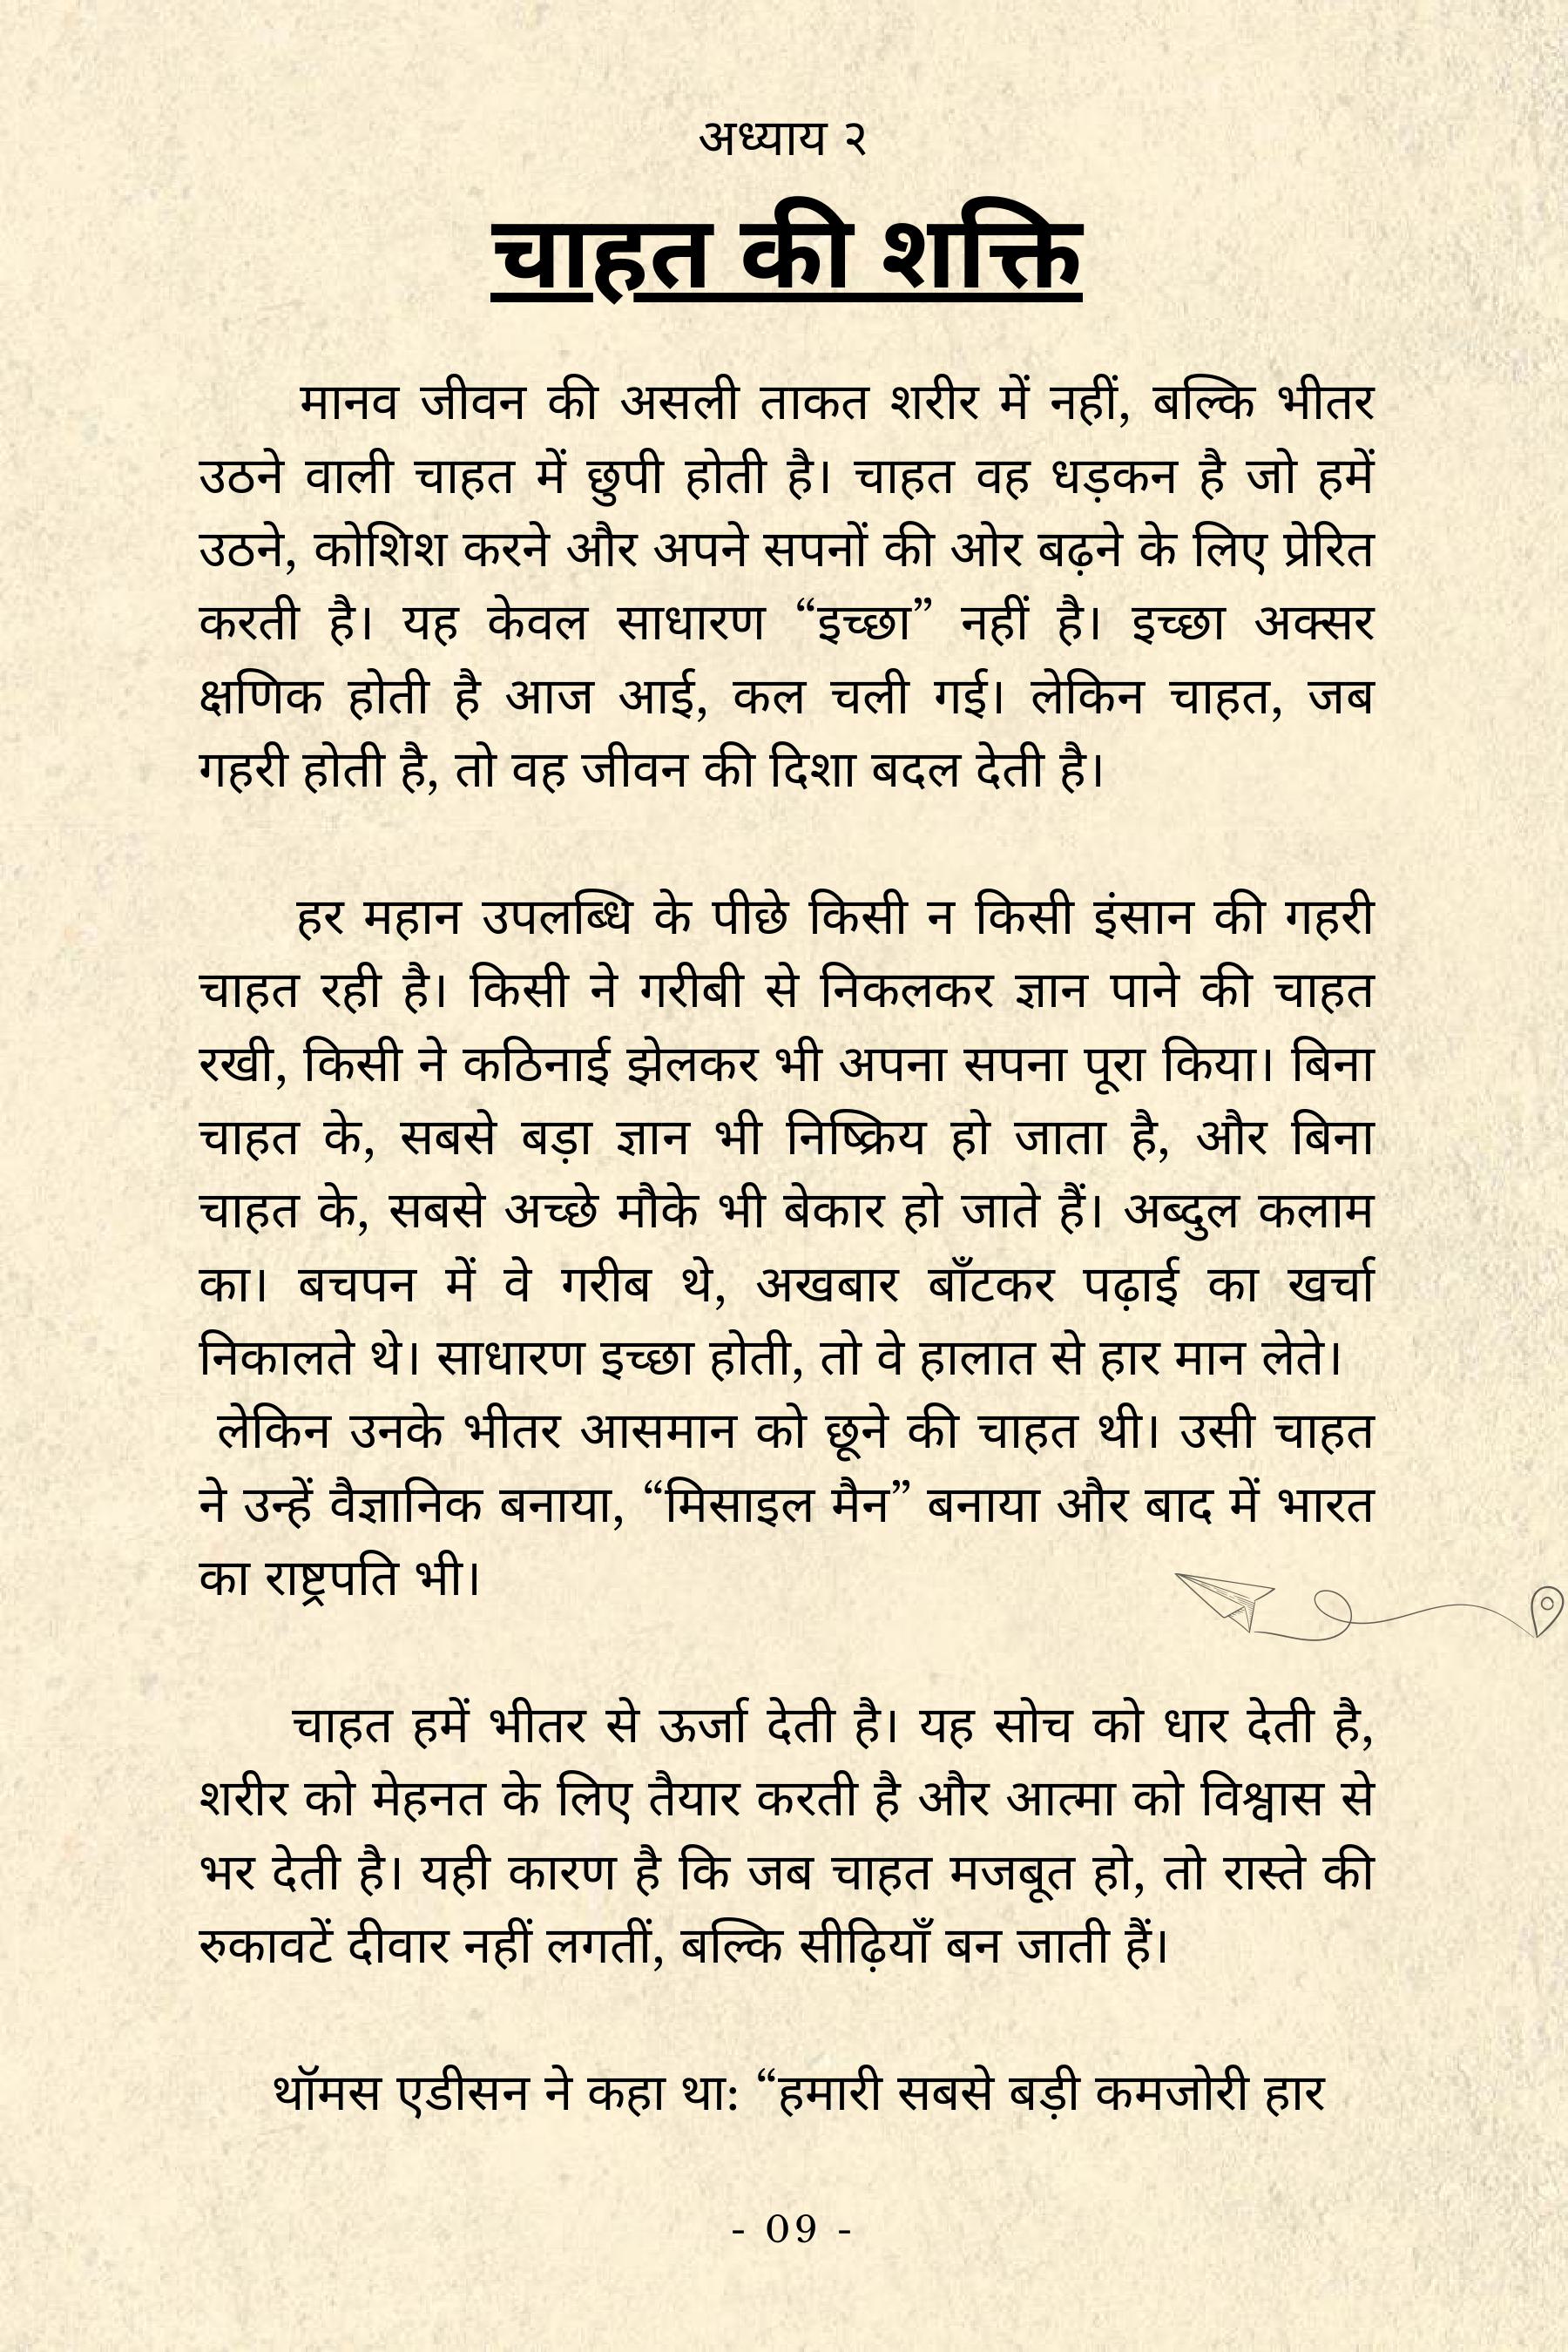 अध्याय २
चाहत की शक्ति
मानव जीवन की असली ताकत शरीर में नहीं, बल्कि भीतर
उठने वाली चाहत में छुपी होती है। चाहत वह धड़कन है जो हमें
उठने, कोशिश करने और अपने सपनों की ओर बढ़ने के लिए प्रेरित
करती है। यह केवल साधारण “इच्छा” नहीं है। इच्छा अक्सर
क्षणिक होती है आज आई, कल चली गई। लेकिन चाहत, जब
गहरी होती है, तो वह जीवन की दिशा बदल देती है।
हर महान उपलब्धि के पीछे किसी न किसी इंसान की गहरी
चाहत रही है। किसी ने गरीबी से निकलकर ज्ञान पाने की चाहत
रखी, किसी ने कठिनाई झेलकर भी अपना सपना पूरा किया। बिना
चाहत के, सबसे बड़ा ज्ञान भी निष्क्रिय हो जाता है, और बिना
चाहत के, सबसे अच्छे मौके भी बेकार हो जाते हैं। अब्दुल कलाम
का। बचपन में वे गरीब थे, अखबार बाँटकर पढ़ाई का खर्चा
निकालते थे। साधारण इच्छा होती, तो वे हालात से हार मान लेते।
लेकिन उनके भीतर आसमान को छूने की चाहत थी। उसी चाहत
ने उन्हें वैज्ञानिक बनाया, “मिसाइल मैन” बनाया और बाद में भारत
का राष्ट्रपति भी।
चाहत हमें भीतर से ऊर्जा देती है। यह सोच को धार देती है,
शरीर को मेहनत के लिए तैयार करती है और आत्मा को विश्वास से
भर देती है। यही कारण है कि जब चाहत मजबूत हो, तो रास्ते की
रुकावटें दीवार नहीं लगतीं, बल्कि सीढ़ियाँ बन जाती हैं।
थॉमस एडीसन ने कहा था: “हमारी सबसे बड़ी कमजोरी हार
- 09 -